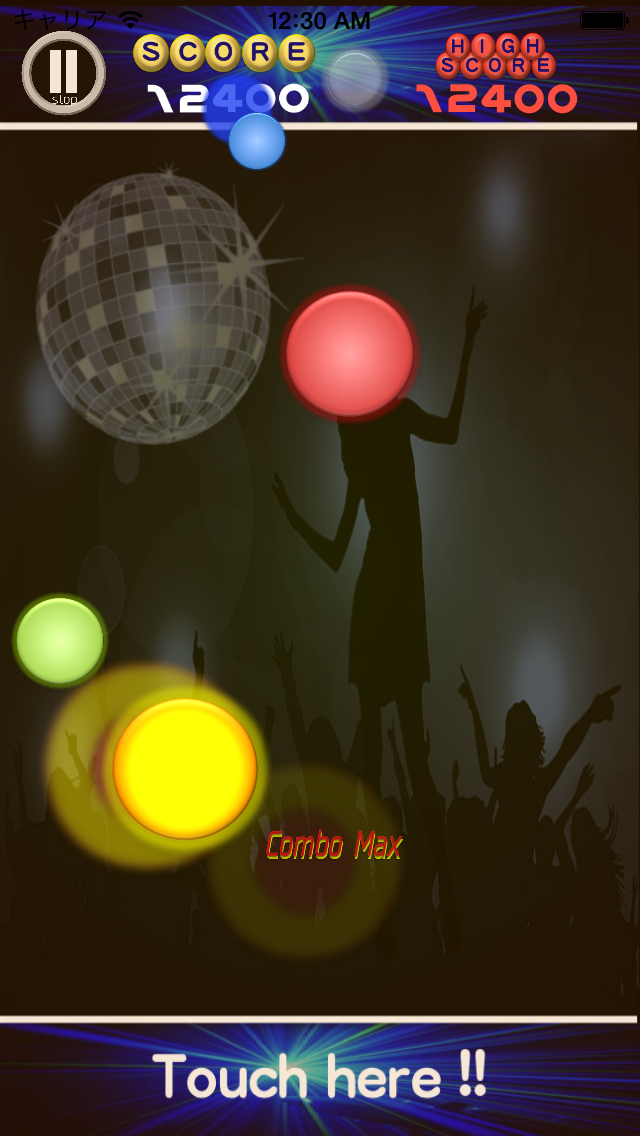 キャリア 12:30 AM
SCORE
HIGH
SCORE
stop
12400
12400
Combo Max
Touch here !!